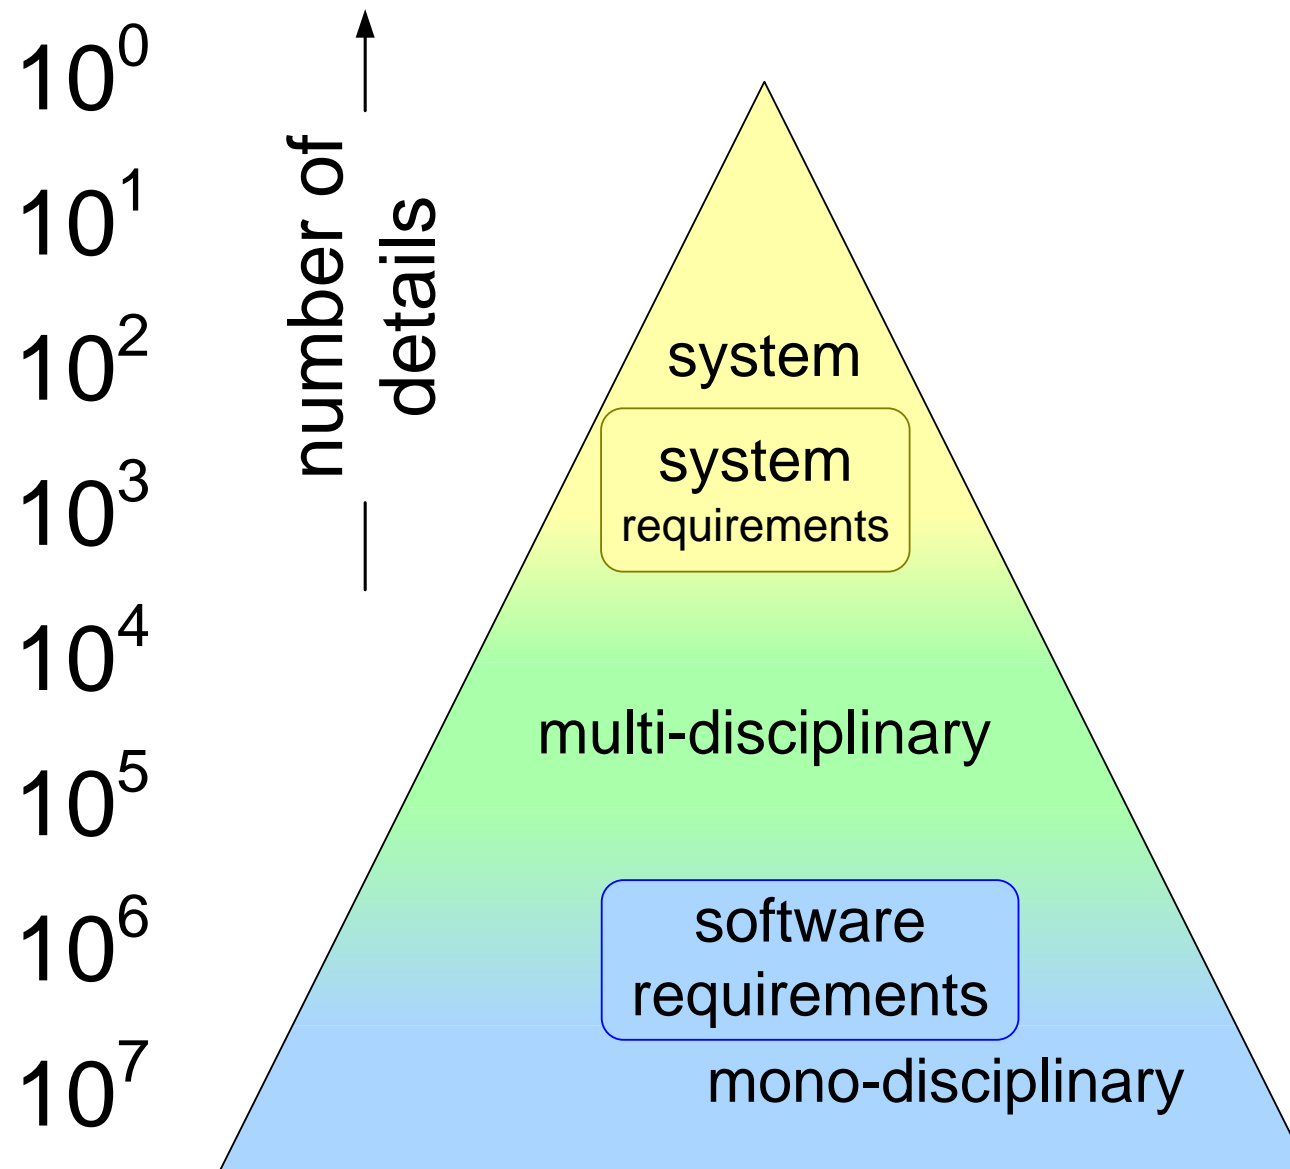 10^0
10^1
10^2
10^3
10^4
10^5
10^6
10^7
number of
details
system
system
requirements
multi-disciplinary
software
requirements
mono-disciplinary